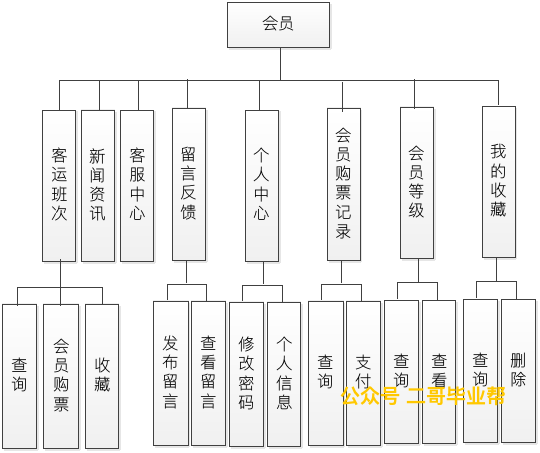 会员
客运班次
新闻资讯
客服中心
留言反馈
个人中心
会员购票记录
会员等级
我的收藏
查询
会员购票
收藏
发布留言
查看留言
修改密码
个人信息
查询
支付
查询
查看
查询
删除
公众号 二哥毕业帮